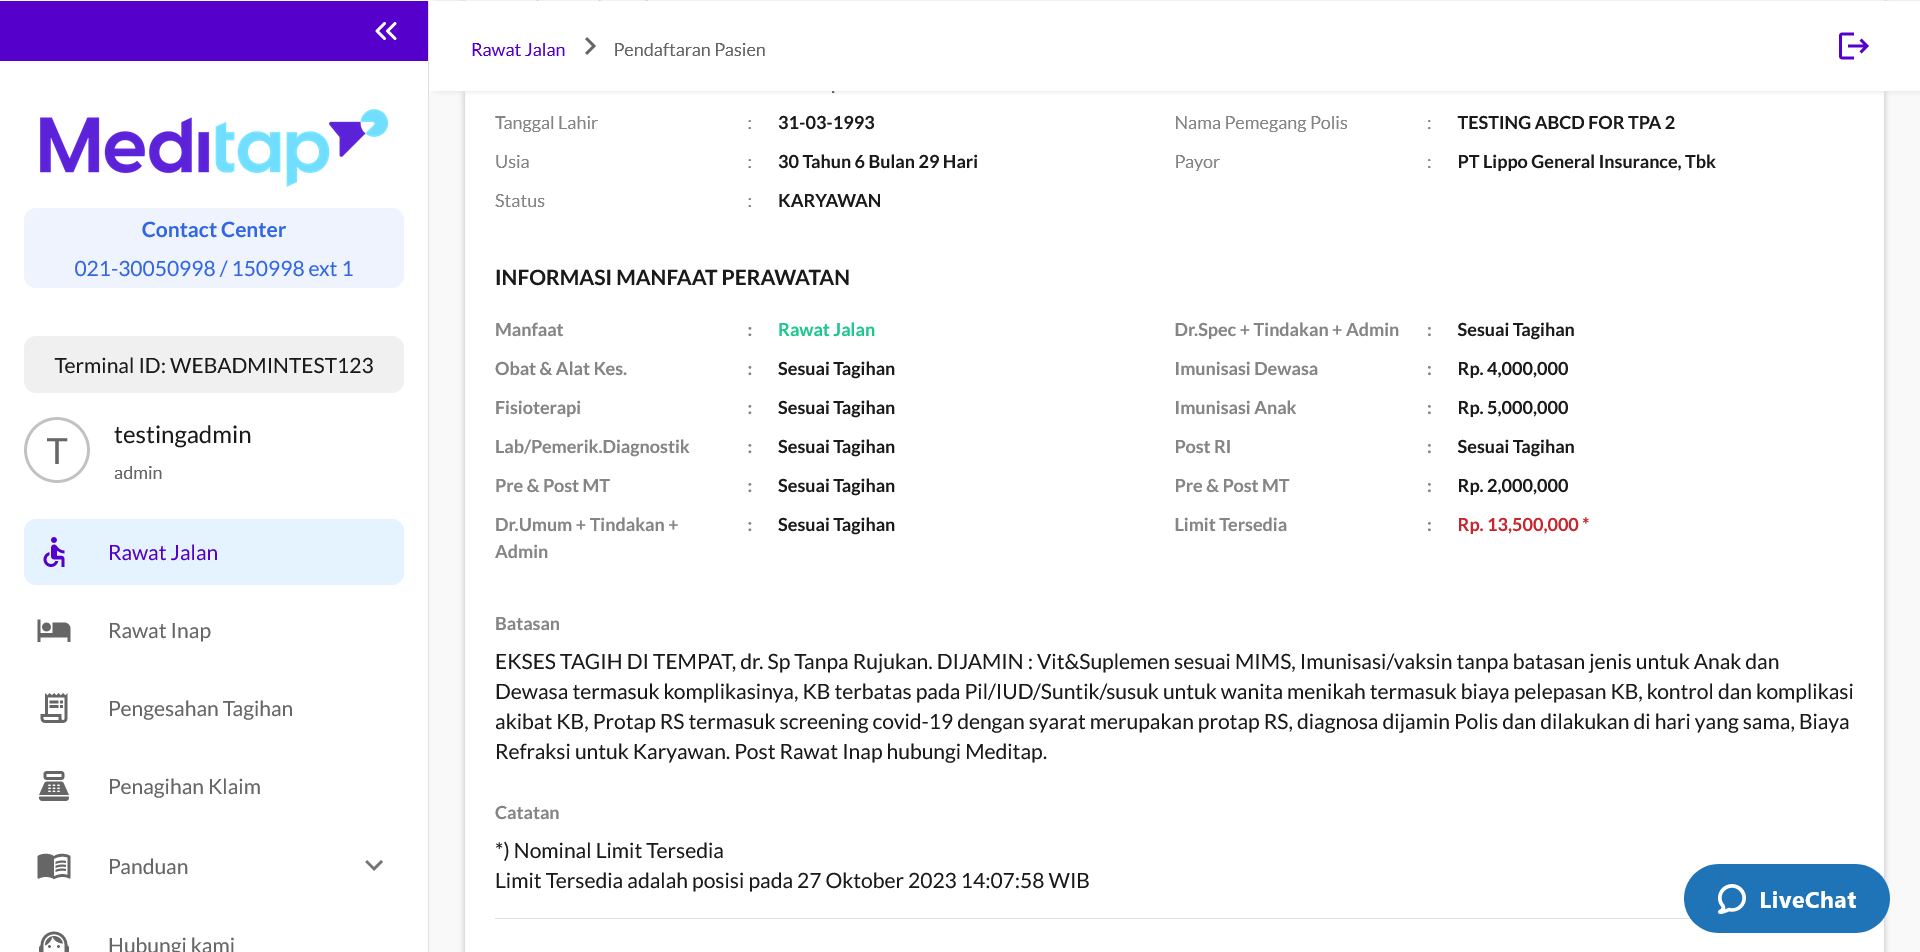 Meditap
Contact Center
021-30050998 / 150998 ext 1
Terminal ID: WEBADMINTEST123
T
testingadmin
admin
Rawat Jalan
Rawat Inap
Pengesahan Tagihan
Penagihan Klaim
Panduan
Hubungi kami
Rawat Jalan > Pendaftaran Pasien
Tanggal Lahir : 31-03-1993
Nama Pemegang Polis : TESTING ABCD FOR TPA 2
Usia : 30 Tahun 6 Bulan 29 Hari
Payor : PT Lippo General Insurance, Tbk
Status : KARYAWAN
INFORMASI MANFAAT PERAWATAN
Manfaat : Rawat Jalan
Dr.Spec + Tindakan + Admin : Sesuai Tagihan
Obat & Alat Kes. : Sesuai Tagihan
Imunisasi Dewasa : Rp. 4,000,000
Fisioterapi : Sesuai Tagihan
Imunisasi Anak : Rp. 5,000,000
Lab/Pemerik.Diagnostik : Sesuai Tagihan
Post RI : Sesuai Tagihan
Pre & Post MT : Sesuai Tagihan
Pre & Post MT : Rp. 2,000,000
Dr.Umum + Tindakan + : Sesuai Tagihan
Admin
Limit Tersedia : Rp. 13,500,000 *
Batasan
EKSES TAGIH DI TEMPAT, dr. Sp Tanpa Rujukan. DIJAMIN : Vit&Suplemen sesuai MIMS, Imunisasi/vaksin tanpa batasan jenis untuk Anak dan
Dewasa termasuk komplikasinya, KB terbatas pada Pil/IUD/Suntik/susuk untuk wanita menikah termasuk biaya pelepasan KB, kontrol dan komplikasi
akibat KB, Protap RS termasuk screening covid-19 dengan syarat merupakan protap RS, diagnosa dijamin Polis dan dilakukan di hari yang sama, Biaya
Refraksi untuk Karyawan. Post Rawat Inap hubungi Meditap.
Catatan
*) Nominal Limit Tersedia
Limit Tersedia adalah posisi pada 27 Oktober 2023 14:07:58 WIB
LiveChat